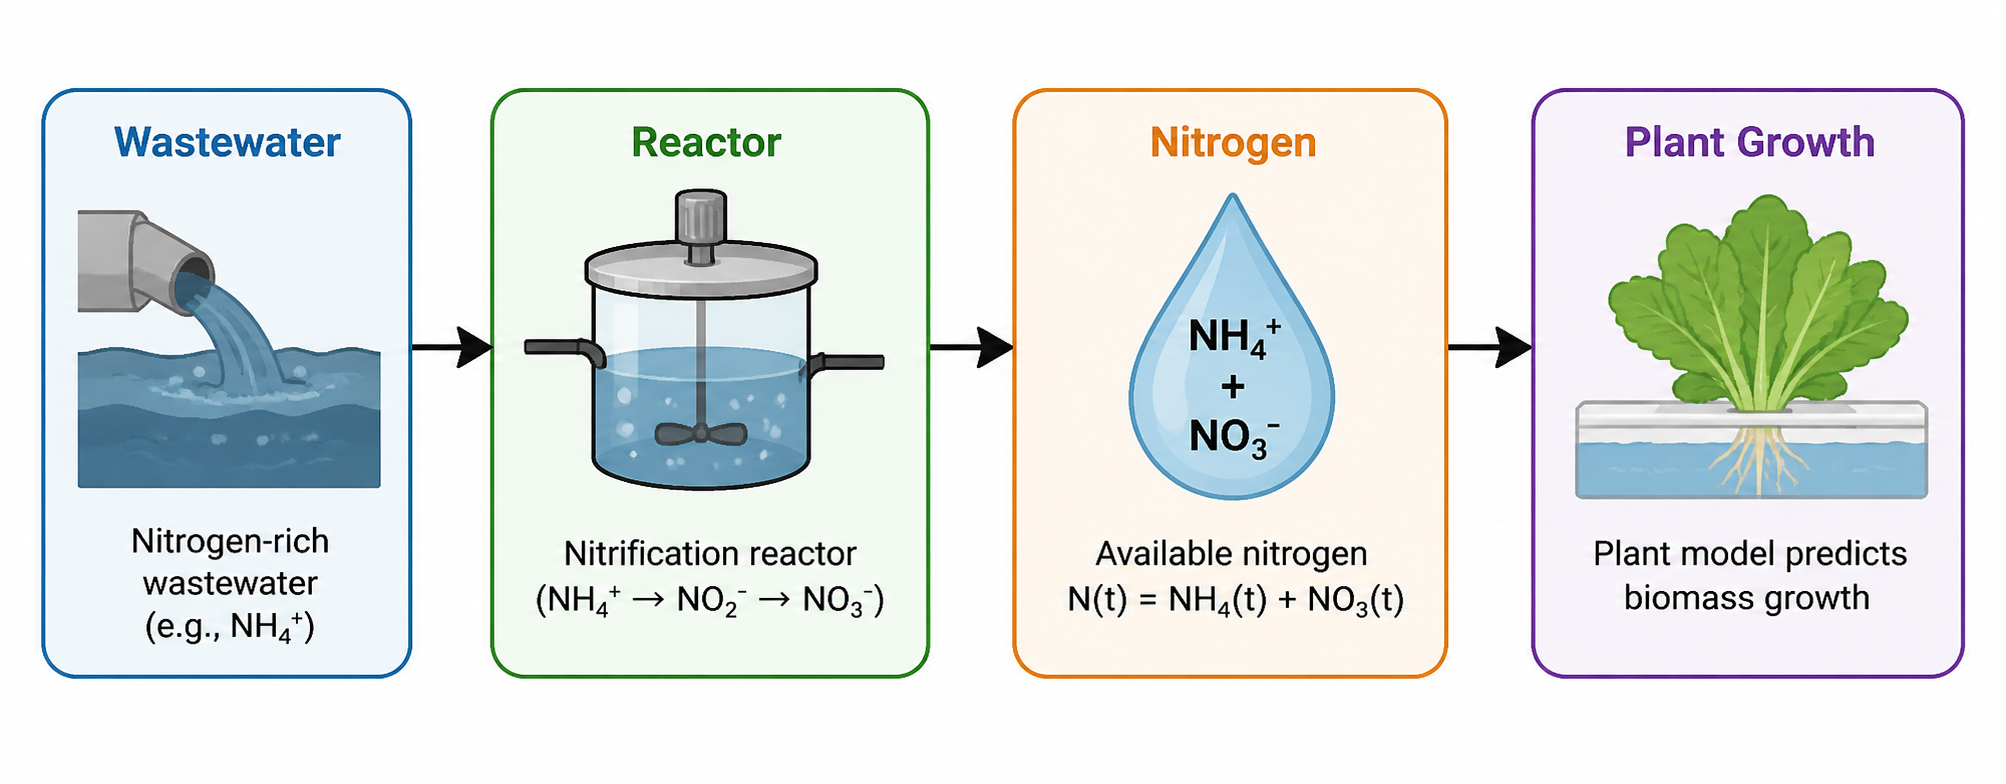 Wastewater
Nitrogen-rich
wastewater
(e.g., NH₄⁺)
Reactor
Nitrification reactor
(NH₄⁺ → NO₂⁻ → NO₃⁻)
Nitrogen
NH₄⁺
+
NO₃⁻
Available nitrogen
N(t) = NH₄(t) + NO₃(t)
Plant Growth
Plant model predicts
biomass growth